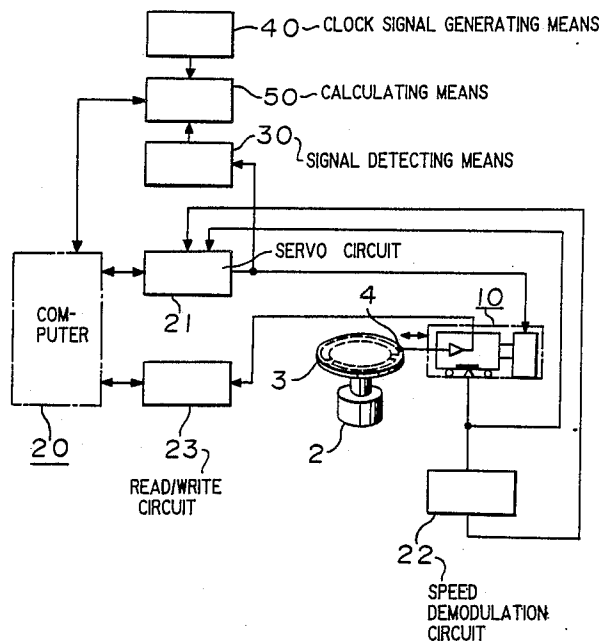 40 CLOCK SIGNAL GENERATING MEANS
50 CALCULATING MEANS
30 SIGNAL DETECTING MEANS
SERVO CIRCUIT
COM-
PUTER
21
4
10
3
20
23
2
READ/WRITE
CIRCUIT
22
SPEED
DEMODULATION
CIRCUIT